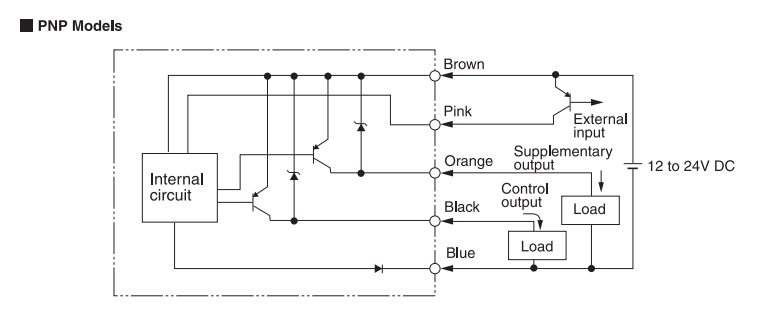 PNP Models
Brown
Pink
External
input
Supplementary
output
Orange
12 to 24V DC
Internal
circuit
Control
output
Black
Load
Load
Blue